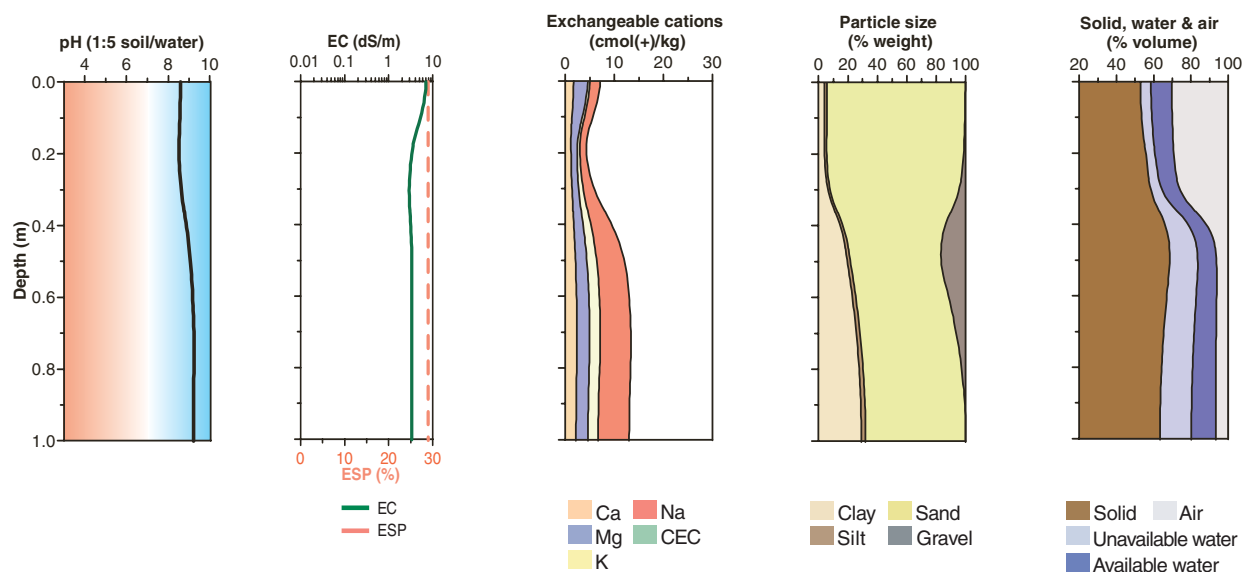 pH (1:5 soil/water)
4 6 8 10
Depth (m)
0.0
0.2
0.4
0.6
0.8
1.0
EC (dS/m)
0.01 0.1 1 10
0 10 20 30
ESP (%)
EC
ESP
Exchangeable cations
(cmol(+)/kg)
0 5 10 20 30
Ca Na
Mg CEC
K
Particle size
(% weight)
0 20 40 60 80 100
Clay Sand
Silt Gravel
Solid, water & air
(% volume)
20 40 60 80 100
Solid Air
Unavailable water
Available water